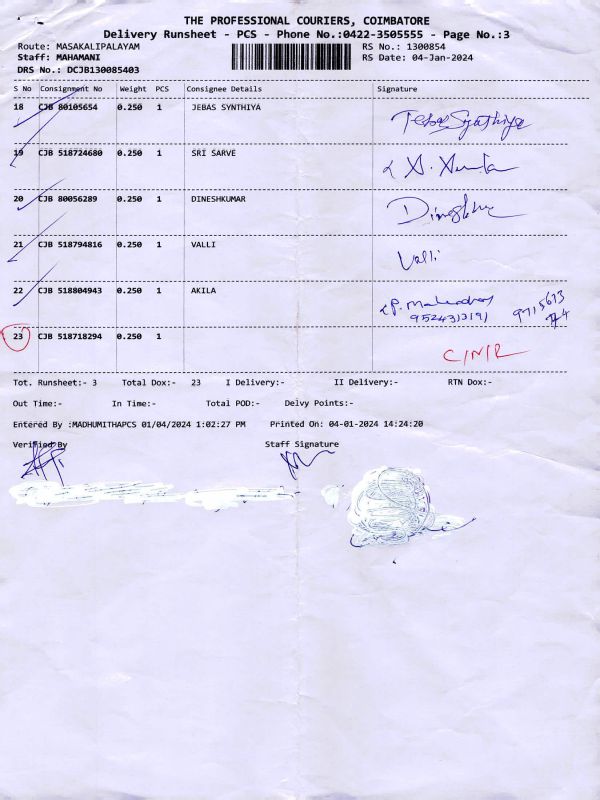 THE PROFESSIONAL COURIERS, COIMBATORE
Delivery Runsheet - PCS - Phone No.:0422-3505555 - Page No.:3
Route: MASAKALIPALAYAM RS No.: 1300854
Staff: MAHAMANI RS Date: 04-Jan-2024
DRS No.: DCJB130085403
S No Consignment No Weight PCS Consignee Details Signature
18 CJB 80105654 0.250 1 JEBAS SYNTHIYA Jebas Synthiya
19 CJB 518724680 0.250 1 SRI SARVE
20 CJB 80056289 0.250 1 DINESHKUMAR
21 CJB 518794816 0.250 1 VALLI Valli
22 CJB 518804943 0.250 1 AKILA
9524313191
23 CJB 518718294 0.250 1 C/N/R
Tot. Runsheet:- 3 Total Dox:- 23 I Delivery:- II Delivery:- RTN Dox:-
Out Time:- In Time:- Total POD:- Delvy Points:-
Entered By :MADHUMITHAPCS 01/04/2024 1:02:27 PM Printed On: 04-01-2024 14:24:20
Verified By Staff Signature